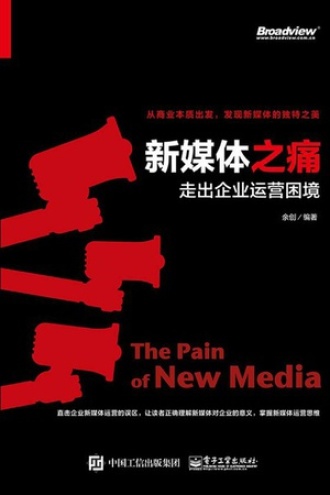 Broadview®
www.broadview.com.cn
从商业本质出发，发现新媒体的独特之美
新媒体之痛
走出企业运营困境
余创 / 编著
The Pain
of New Media
直击企业新媒体运营的误区，让读者正确理解新媒体对企业的意义，掌握新媒体运营思维
中国工信出版集团
电子工业出版社